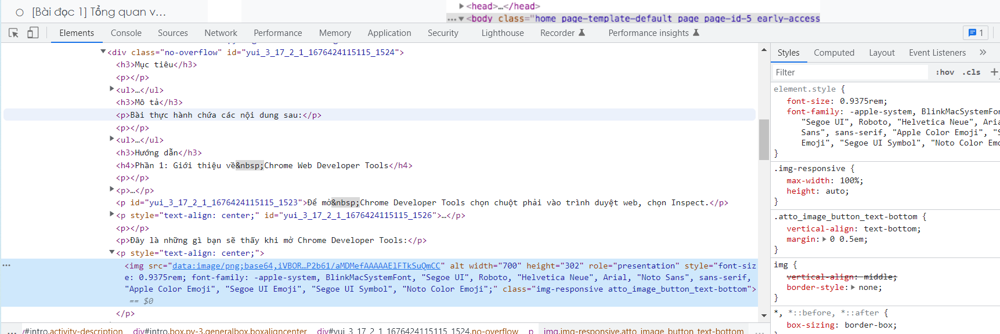 [Bài đọc 1] Tổng quan v...
<head>…</head>
…▼<body class="home page-template-default page page-id-5 early-access
Elements Console Sources Network Performance Memory Application Security Lighthouse Recorder Performance insights 1
<div class="no-overflow" id="yui_3_17_2_1_1676424115115_1524">
<h3>Mục tiêu</h3>
<p></p>
<ul>…</ul>
<h3>Mô tả</h3>
<p>Bài thực hành chứa các nội dung sau:</p>
<p></p>
<ul>…</ul>
<h3>Hướng dẫn</h3>
<h4>Phần 1: Giới thiệu về&nbsp;Chrome Web Developer Tools</h4>
<p></p>
<p>…</p>
<p id="yui_3_17_2_1_1676424115115_1523">Để mở&nbsp;Chrome Developer Tools chọn chuột phải vào trình duyệt web, chọn Inspect.</p>
<p style="text-align: center;" id="yui_3_17_2_1_1676424115115_1526">…</p>
<p></p>
<p>Đây là những gì bạn sẽ thấy khi mở Chrome Developer Tools:</p>
<p style="text-align: center;">
<img src="data:image/png;base64,iVBOR…P2b61/aMDMefAAAAAElFTkSuQmCC" alt width="700" height="302" role="presentation" style="font-siz
e: 0.9375rem; font-family: -apple-system, BlinkMacSystemFont, "Segoe UI", Roboto, "Helvetica Neue", Arial, "Noto Sans", sans-serif,
"Apple Color Emoji", "Segoe UI Emoji", "Segoe UI Symbol", "Noto Color Emoji";" class="img-responsive atto_image_button_text-bottom">
== $0
</p>
… /#intro.activity-description div#intro.box.py-3.generalbox.boxaligncenter div#yui_3_17_2_1_1676424115115_1524.no-overflow p img.img-responsive.atto_image_button_text-bottom …
Styles Computed Layout Event Listeners »
Filter :hov .cls +
element.style {
font-size: 0.9375rem;
font-family: -apple-system, BlinkMacSystemFon
"Segoe UI", Roboto, "Helvetica Neue", Aria
Sans", sans-serif, "Apple Color Emoji", "S
Emoji", "Segoe UI Symbol", "Noto Color Emo
}
.img-responsive {
max-width: 100%;
height: auto;
}
.atto_image_button_text-bottom {
vertical-align: text-bottom;
margin: 0 0.5em;
}
img {
vertical-align: middle;
border-style: none;
}
*, *::before, *::after {
box-sizing: border-box;